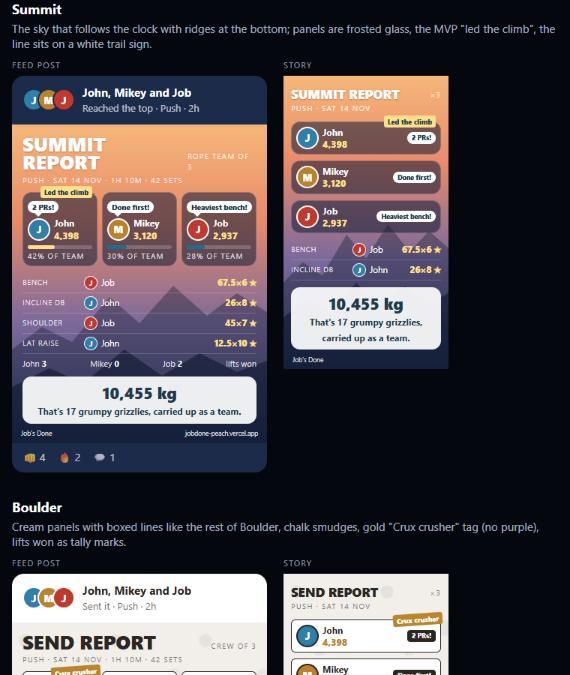 Summit
The sky that follows the clock with ridges at the bottom; panels are frosted glass, the MVP "led the climb", the
line sits on a white trail sign.
FEED POST
J M J
John, Mikey and Job
Reached the top · Push · 2h
SUMMIT
REPORT
ROPE TEAM OF
3
PUSH · SAT 14 NOV · 1H 10M · 42 SETS
Led the climb
2 PRs!
J
John
4,398
42% OF TEAM
Done first!
M
Mikey
3,120
30% OF TEAM
Heaviest bench!
J
Job
2,937
28% OF TEAM
BENCH J Job 67.5×6 ★
INCLINE DB J John 26×8 ★
SHOULDER J Job 45×7 ★
LAT RAISE J John 12.5×10 ★
John 3 Mikey 0 Job 2 lifts won
10,455 kg
That's 17 grumpy grizzlies, carried up as a team.
Job's Done jobdone-peach.vercel.app
👊 4 🔥 2 💬 1
STORY
SUMMIT REPORT ×3
PUSH · SAT 14 NOV
Led the climb
J
John
4,398
2 PRs!
M
Mikey
3,120
Done first!
J
Job
2,937
Heaviest bench!
BENCH J Job 67.5×6 ★
INCLINE DB J John 26×8 ★
10,455 kg
That's 17 grumpy grizzlies,
carried up as a team.
Job's Done
Boulder
Cream panels with boxed lines like the rest of Boulder, chalk smudges, gold "Crux crusher" tag (no purple),
lifts won as tally marks.
FEED POST
J M J
John, Mikey and Job
Sent it · Push · 2h
SEND REPORT
CREW OF 3
PUSH · SAT 14 NOV · 1H 10M · 42 SETS
Crux crusher
STORY
SEND REPORT ×3
PUSH · SAT 14 NOV
Crux crusher
J
John
4,398
2 PRs!
Mikey